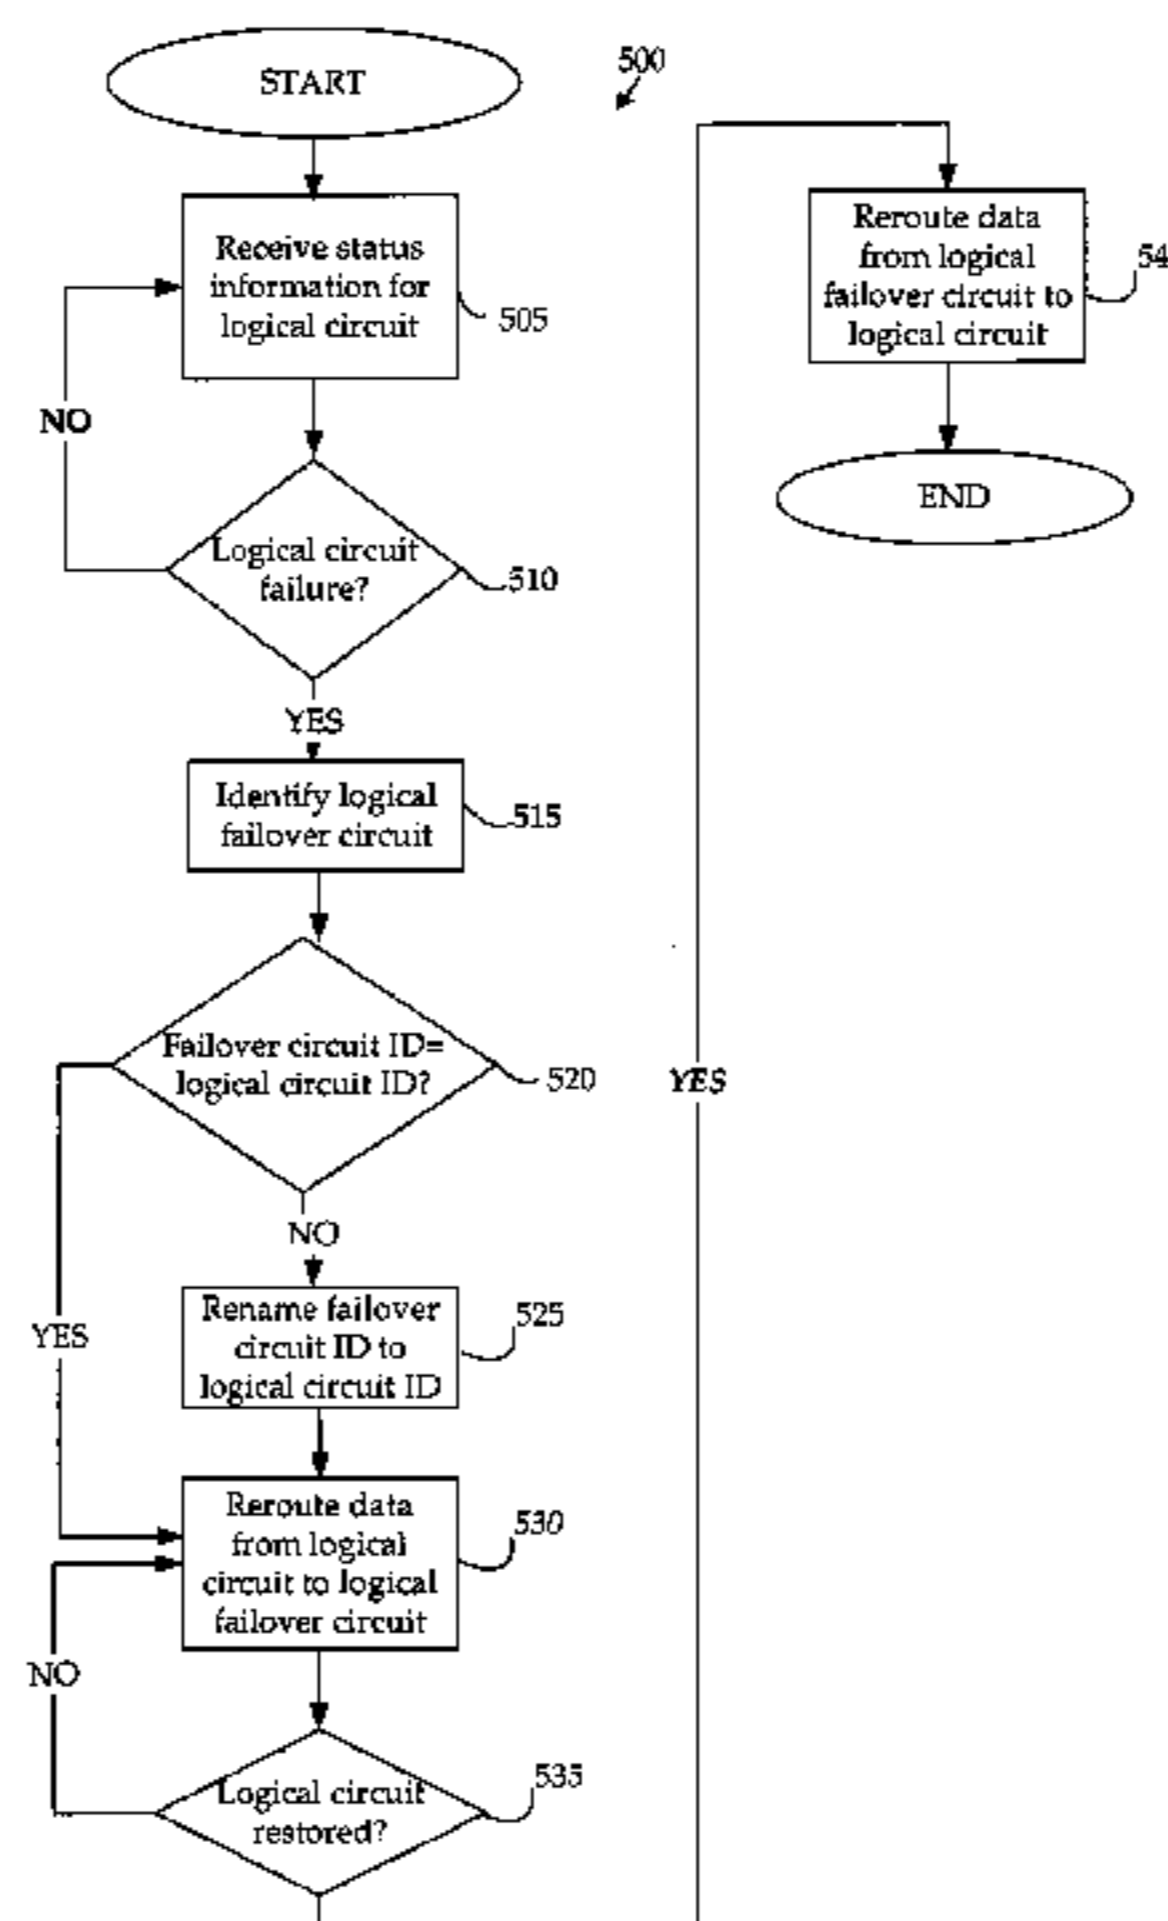 START
500
Receive status
information for
logical circuit
505
NO
Logical circuit
failure?
510
YES
Identify logical
failover circuit
515
Failover circuit ID=
logical circuit ID?
520
NO
YES
Rename failover
circuit ID to
logical circuit ID
525
Reroute data
from logical
circuit to logical
failover circuit
530
NO
Logical circuit
restored?
535
YES
Reroute data
from logical
failover circuit to
logical circuit
54
END